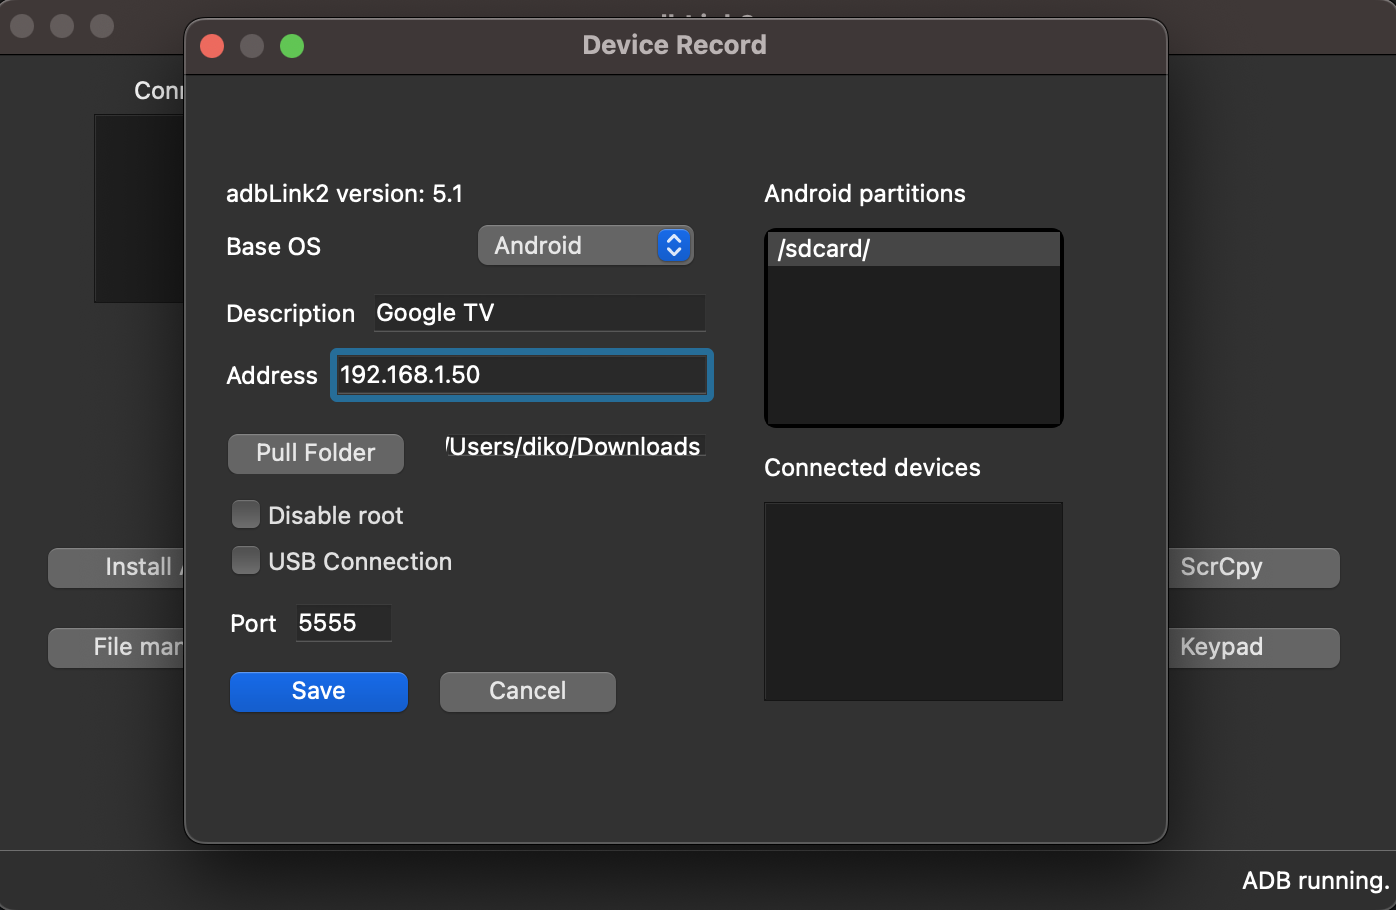 Device Record
adbLink2 version: 5.1
Base OS
Android
Description
Google TV
Address
192.168.1.50
Pull Folder
/Users/diko/Downloads
Disable root
USB Connection
Port
5555
Save
Cancel
Android partitions
/sdcard/
Connected devices
Install
File
ScrCpy
Keypad
ADB running.